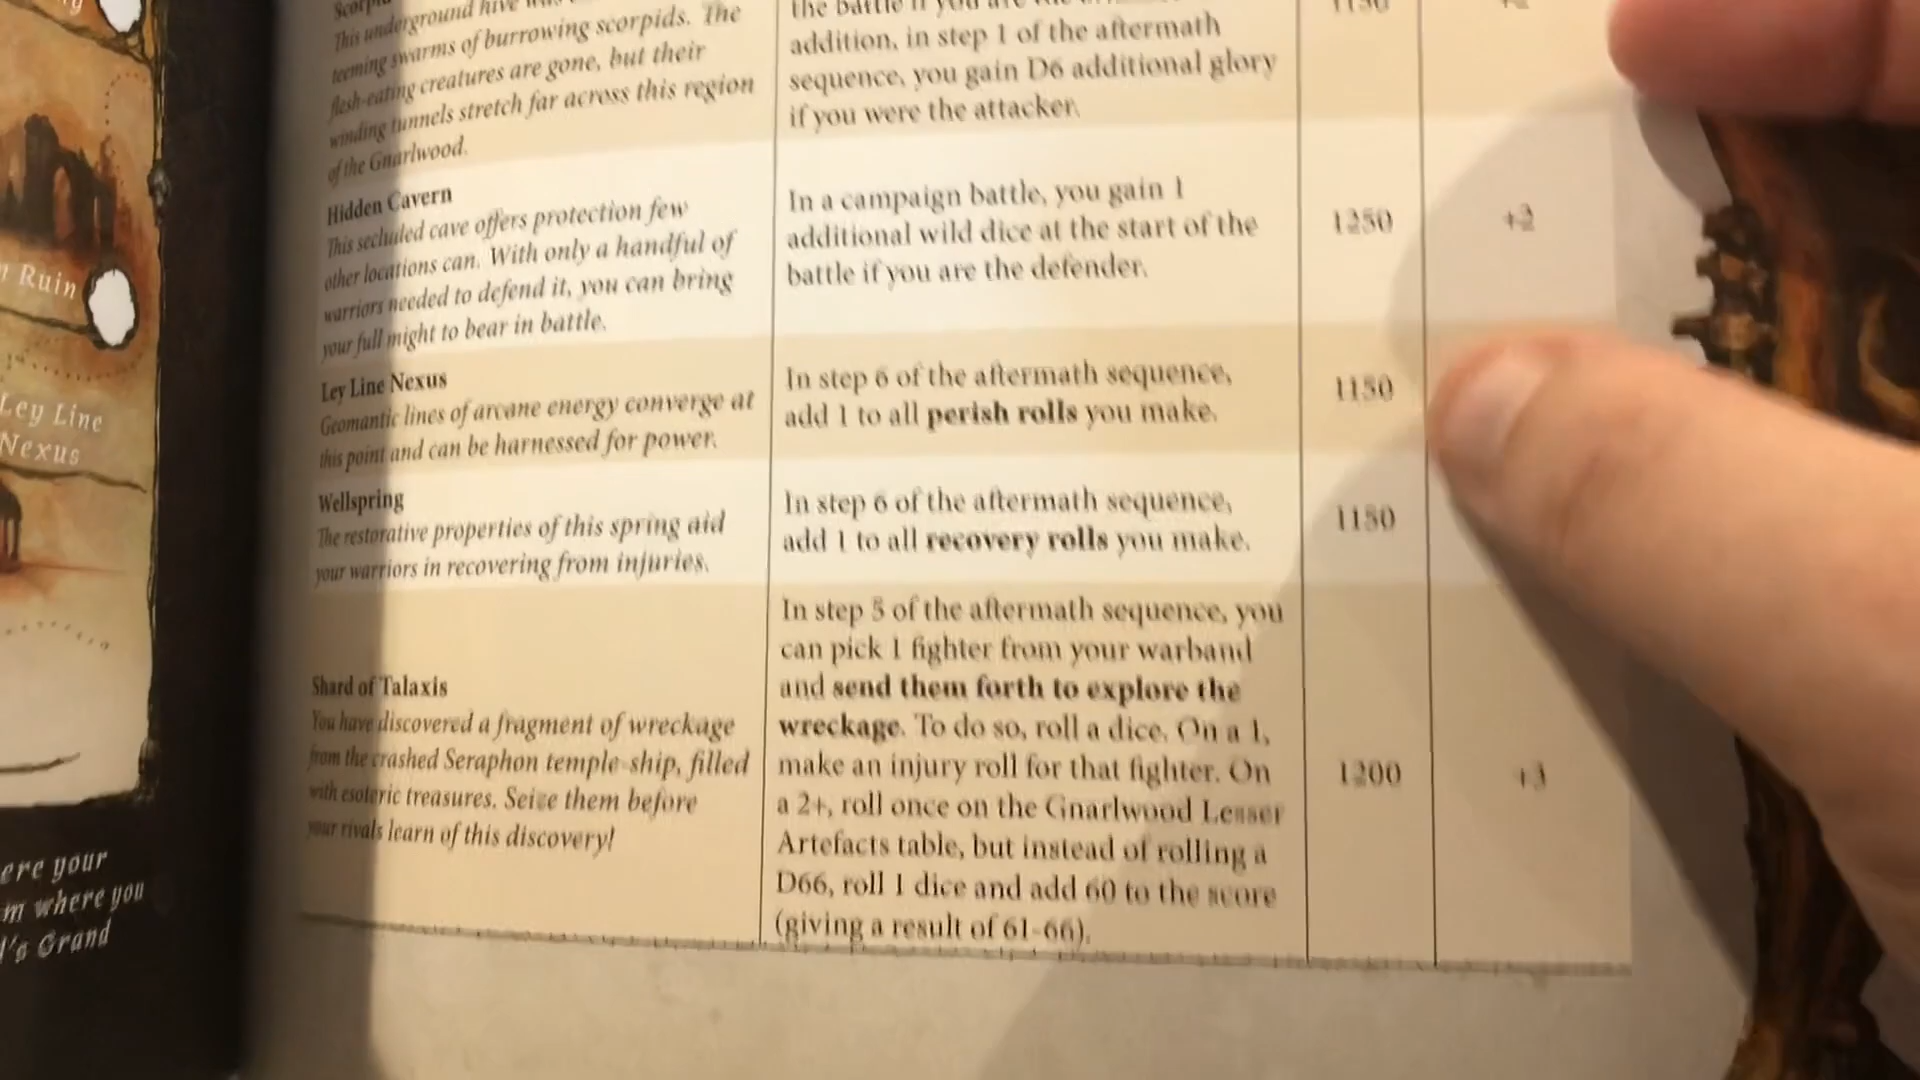 This underground hive
teeming swarms of burrowing scorpids. The
flesh-eating creatures are gone, but their
winding tunnels stretch far across this region
of the Gnarlwood.
addition, in step 1 of the aftermath
sequence, you gain D6 additional glory
if you were the attacker.
Hidden Cavern
This secluded cave offers protection few
other locations can. With only a handful of
warriors needed to defend it, you can bring
your full might to bear in battle.
In a campaign battle, you gain 1
additional wild dice at the start of the
battle if you are the defender.
1250
+2
Ley Line Nexus
Geomantic lines of arcane energy converge at
this point and can be harnessed for power.
In step 6 of the aftermath sequence,
add 1 to all perish rolls you make.
1150
Wellspring
The restorative properties of this spring aid
your warriors in recovering from injuries.
In step 6 of the aftermath sequence,
add 1 to all recovery rolls you make.
1150
Shard of Talaxis
You have discovered a fragment of wreckage
from the crashed Seraphon temple-ship, filled
with esoteric treasures. Seize them before
your rivals learn of this discovery!
In step 5 of the aftermath sequence, you
can pick 1 fighter from your warband
and send them forth to explore the
wreckage. To do so, roll a dice. On a 1,
make an injury roll for that fighter. On
a 2+, roll once on the Gnarlwood Lesser
Artefacts table, but instead of rolling a
D66, roll 1 dice and add 60 to the score
(giving a result of 61-66).
1200
+3
Ruin
Ley Line
Nexus
ere your
m where you
l's Grand